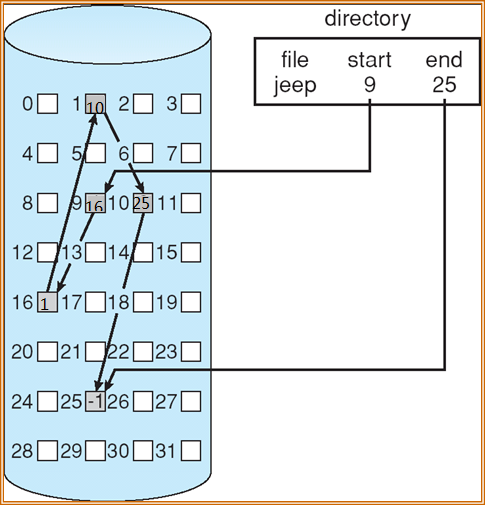 directory
file start end
jeep 9 25
0 1 10 2 3
4 5 6 7
8 9 16 10 25 11
12 13 14 15
16 1 17 18 19
20 21 22 23
24 25 -1 26 27
28 29 30 31